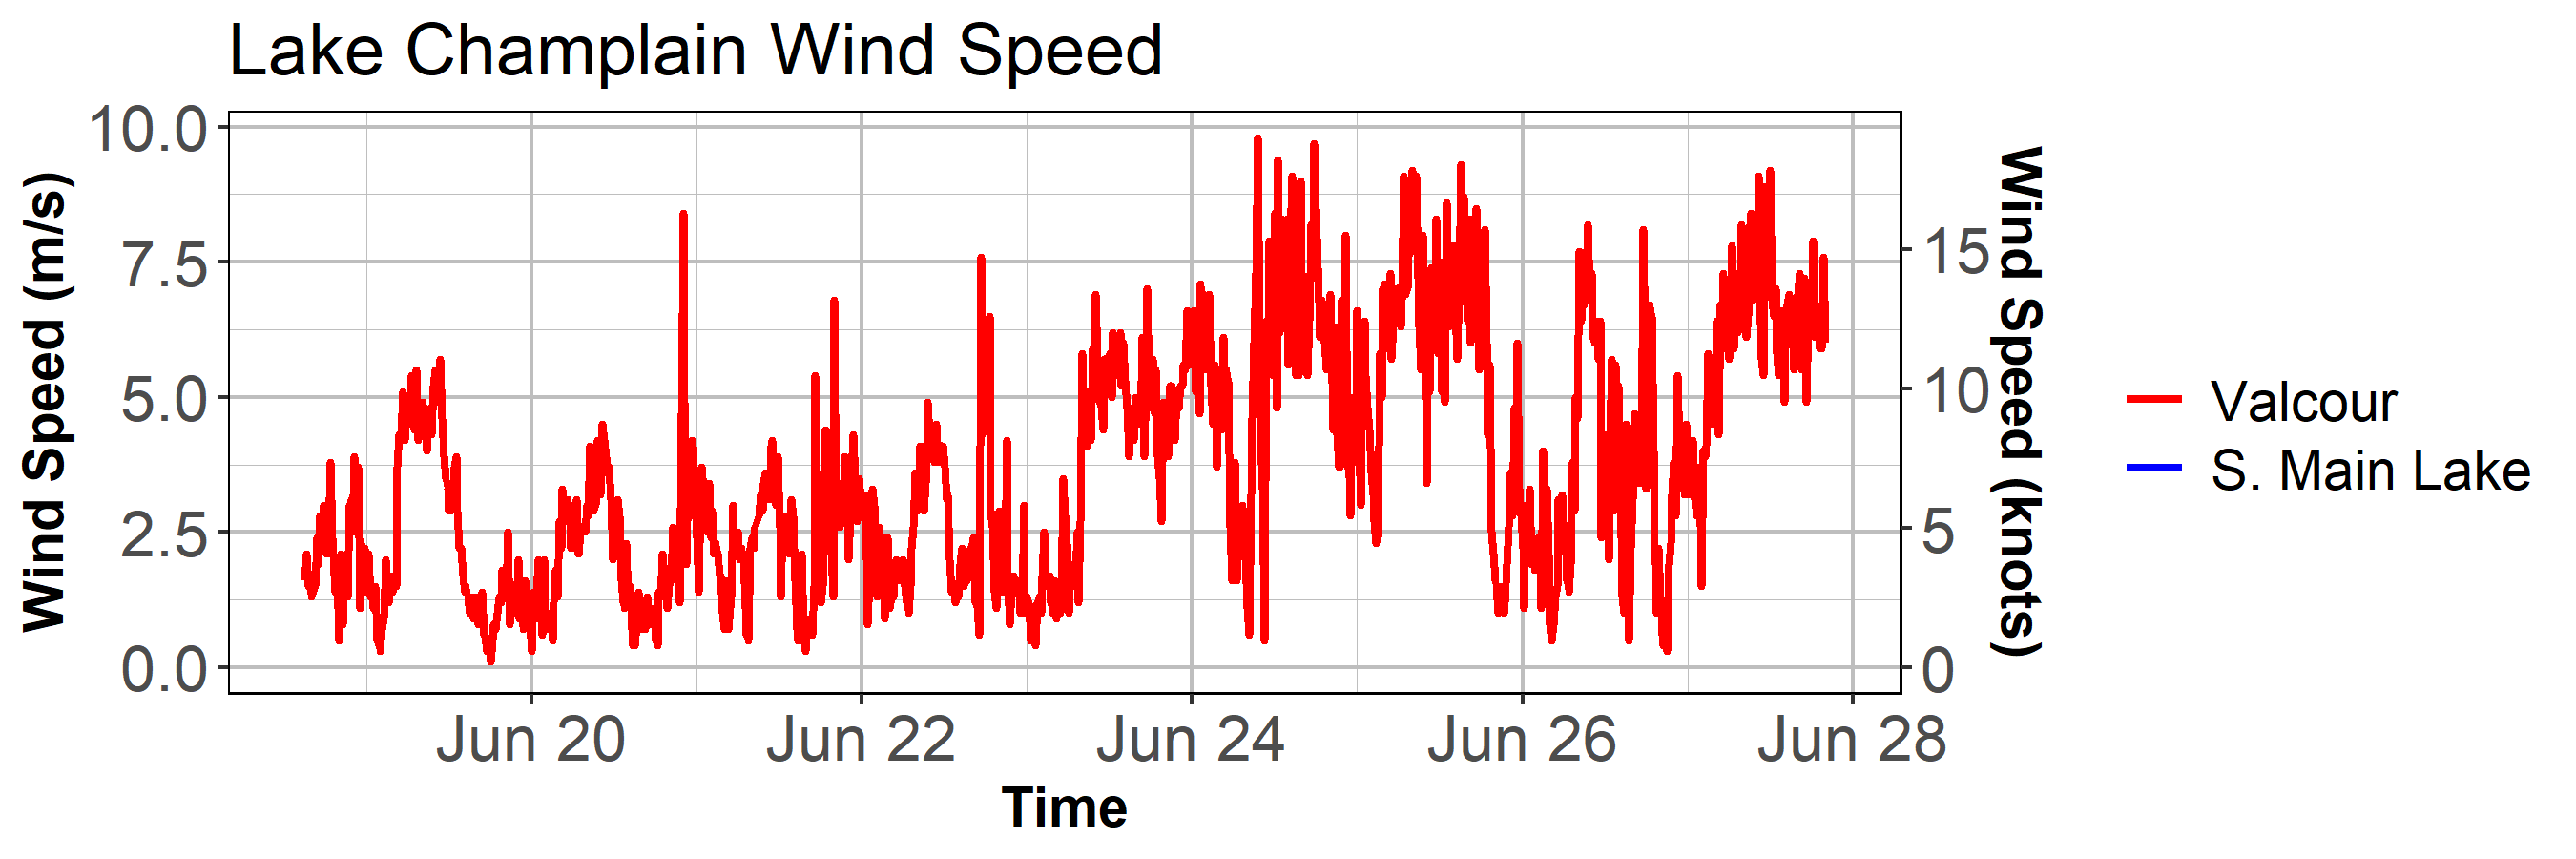 Lake Champlain Wind Speed
Wind Speed (m/s)
10.0
7.5
5.0
2.5
0.0
15
10
5
0
Wind Speed (knots)
Jun 20
Jun 22
Jun 24
Jun 26
Jun 28
Time
Valcour
S. Main Lake